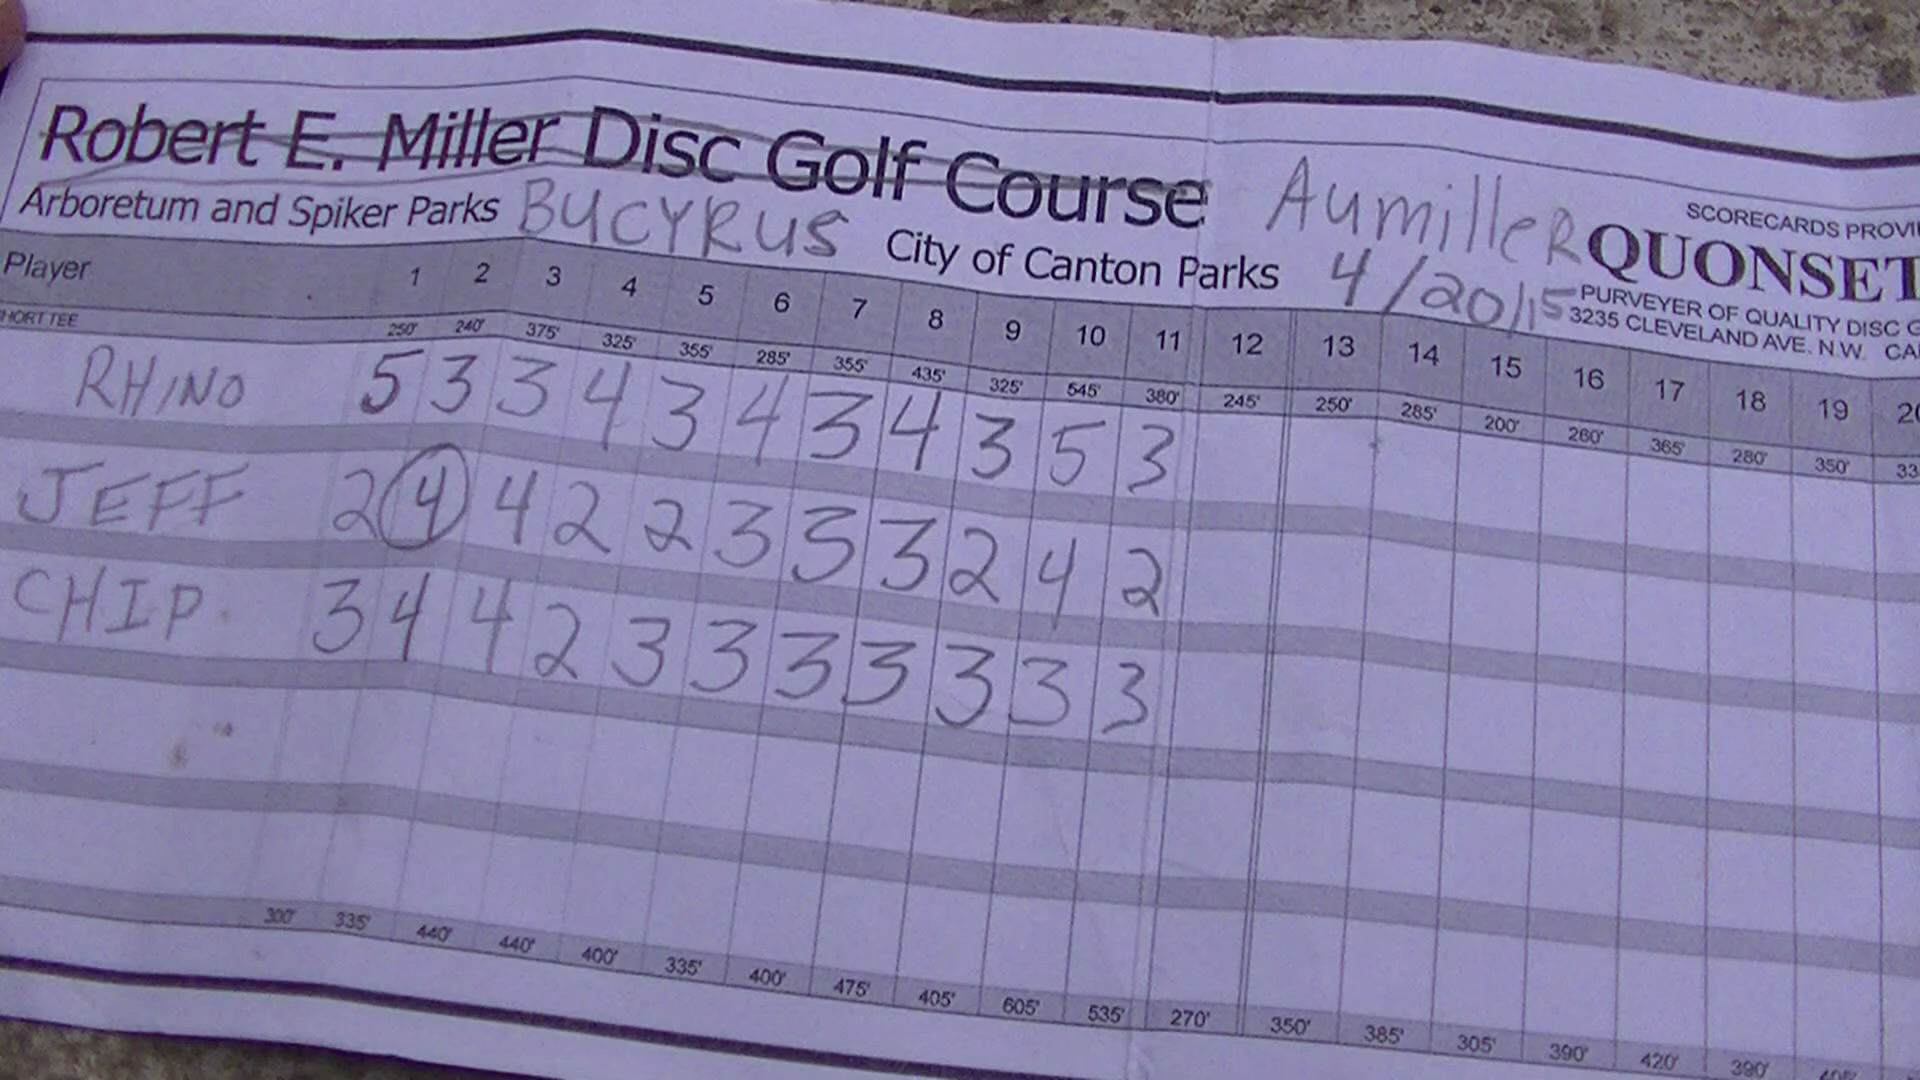 Robert E. Miller Disc Golf Course AumilleR
SCORECARDS PROVI
Arboretum and Spiker Parks BUCYRUS City of Canton Parks 4/20/15
QUONSET
PURVEYER OF QUALITY DISC G
3235 CLEVELAND AVE. N.W. CA
Player 1 2 3 4 5 6 7 8 9 10 11 12 13 14 15 16 17 18 19 20
HORT TEE 250' 240' 375' 325' 355' 285' 355' 435' 325' 545' 380' 245' 250' 285' 200' 260' 365' 280' 350' 33
RHINO 5 3 3 4 3 4 3 4 3 5 3
JEFF 2 4 4 2 2 3 3 3 2 4 2
CHIP 3 4 4 2 3 3 3 3 3 3 3
300' 335' 440' 440' 400' 335' 400' 475' 405' 605' 535' 270' 350' 385' 305' 390' 420' 390'